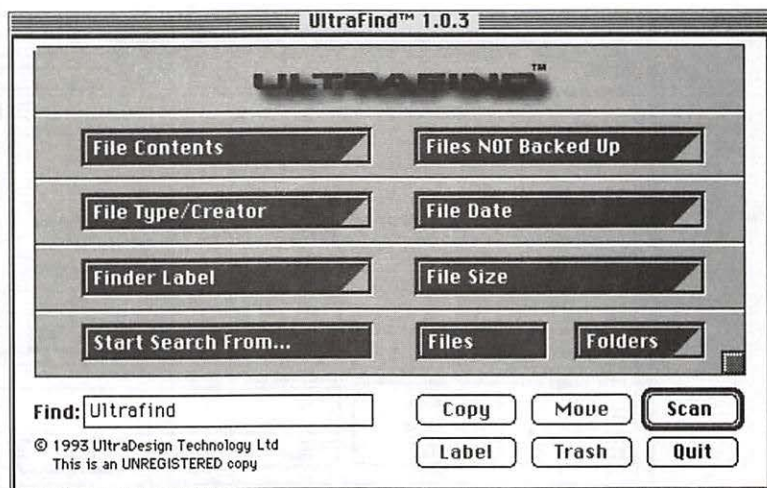 UltraFind™ 1.0.3
ULTRAFIND™
File Contents
Files NOT Backed Up
File Type/Creator
File Date
Finder Label
File Size
Start Search From...
Files
Folders
Find: Ultrafind
Copy
Move
Scan
© 1993 UltraDesign Technology Ltd
This is an UNREGISTERED copy
Label
Trash
Quit